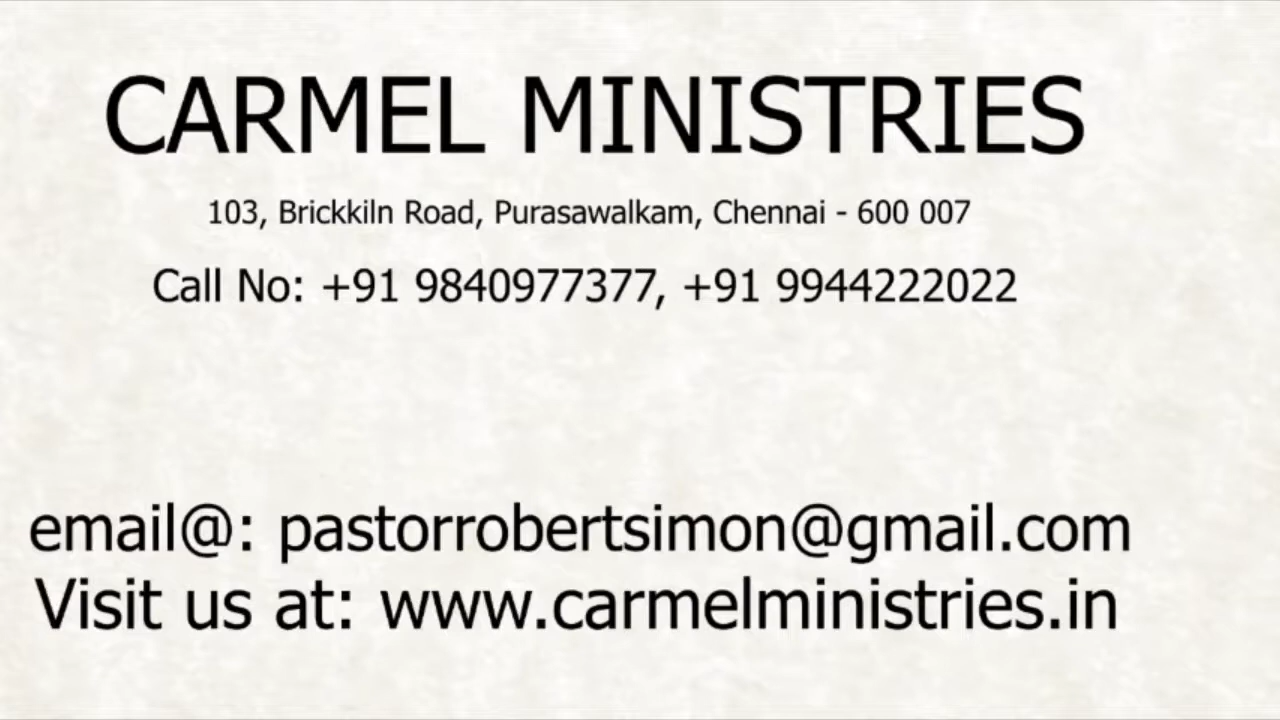 CARMEL MINISTRIES
103, Brickkiln Road, Purasawalkam, Chennai - 600 007
Call No: +91 9840977377, +91 9944222022
email@: pastorrobertsimon@gmail.com
Visit us at: www.carmelministries.in